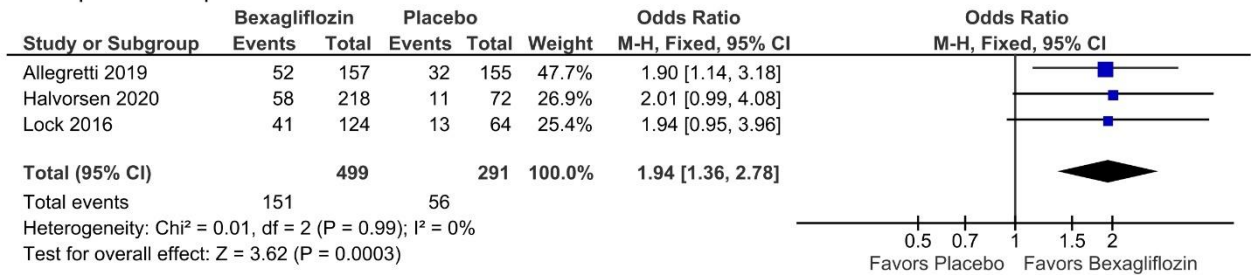 Bexagliflozin Placebo Odds Ratio Odds Ratio
Study or Subgroup Events Total Events Total Weight M-H, Fixed, 95% CI M-H, Fixed, 95% CI
Allegretti 2019 52 157 32 155 47.7% 1.90 [1.14, 3.18]
Halvorsen 2020 58 218 11 72 26.9% 2.01 [0.99, 4.08]
Lock 2016 41 124 13 64 25.4% 1.94 [0.95, 3.96]
Total (95% CI) 499 291 100.0% 1.94 [1.36, 2.78]
Total events 151 56
Heterogeneity: Chi² = 0.01, df = 2 (P = 0.99); I² = 0%
Test for overall effect: Z = 3.62 (P = 0.0003)
0.5 0.7 1 1.5 2
Favors Placebo Favors Bexagliflozin